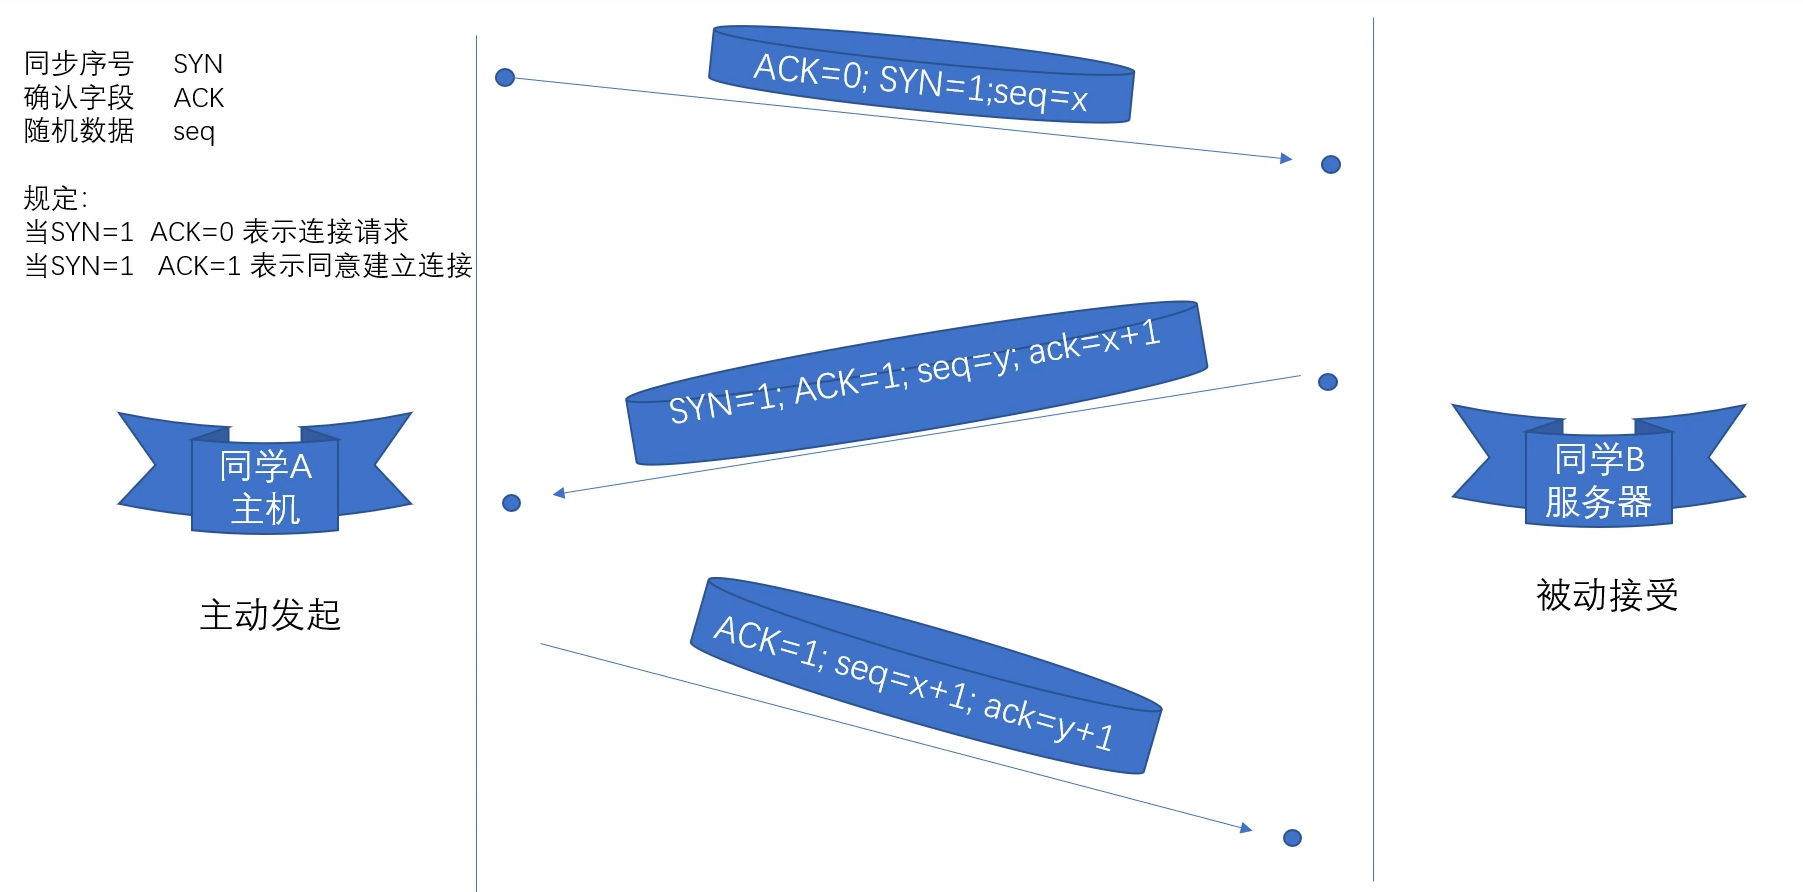 同步序号 SYN
确认字段 ACK
随机数据 seq
规定:
当SYN=1 ACK=0 表示连接请求
当SYN=1 ACK=1 表示同意建立连接
ACK=0; SYN=1;seq=x
SYN=1; ACK=1; seq=y; ack=x+1
ACK=1; seq=x+1; ack=y+1
同学A
主机
主动发起
同学B
服务器
被动接受